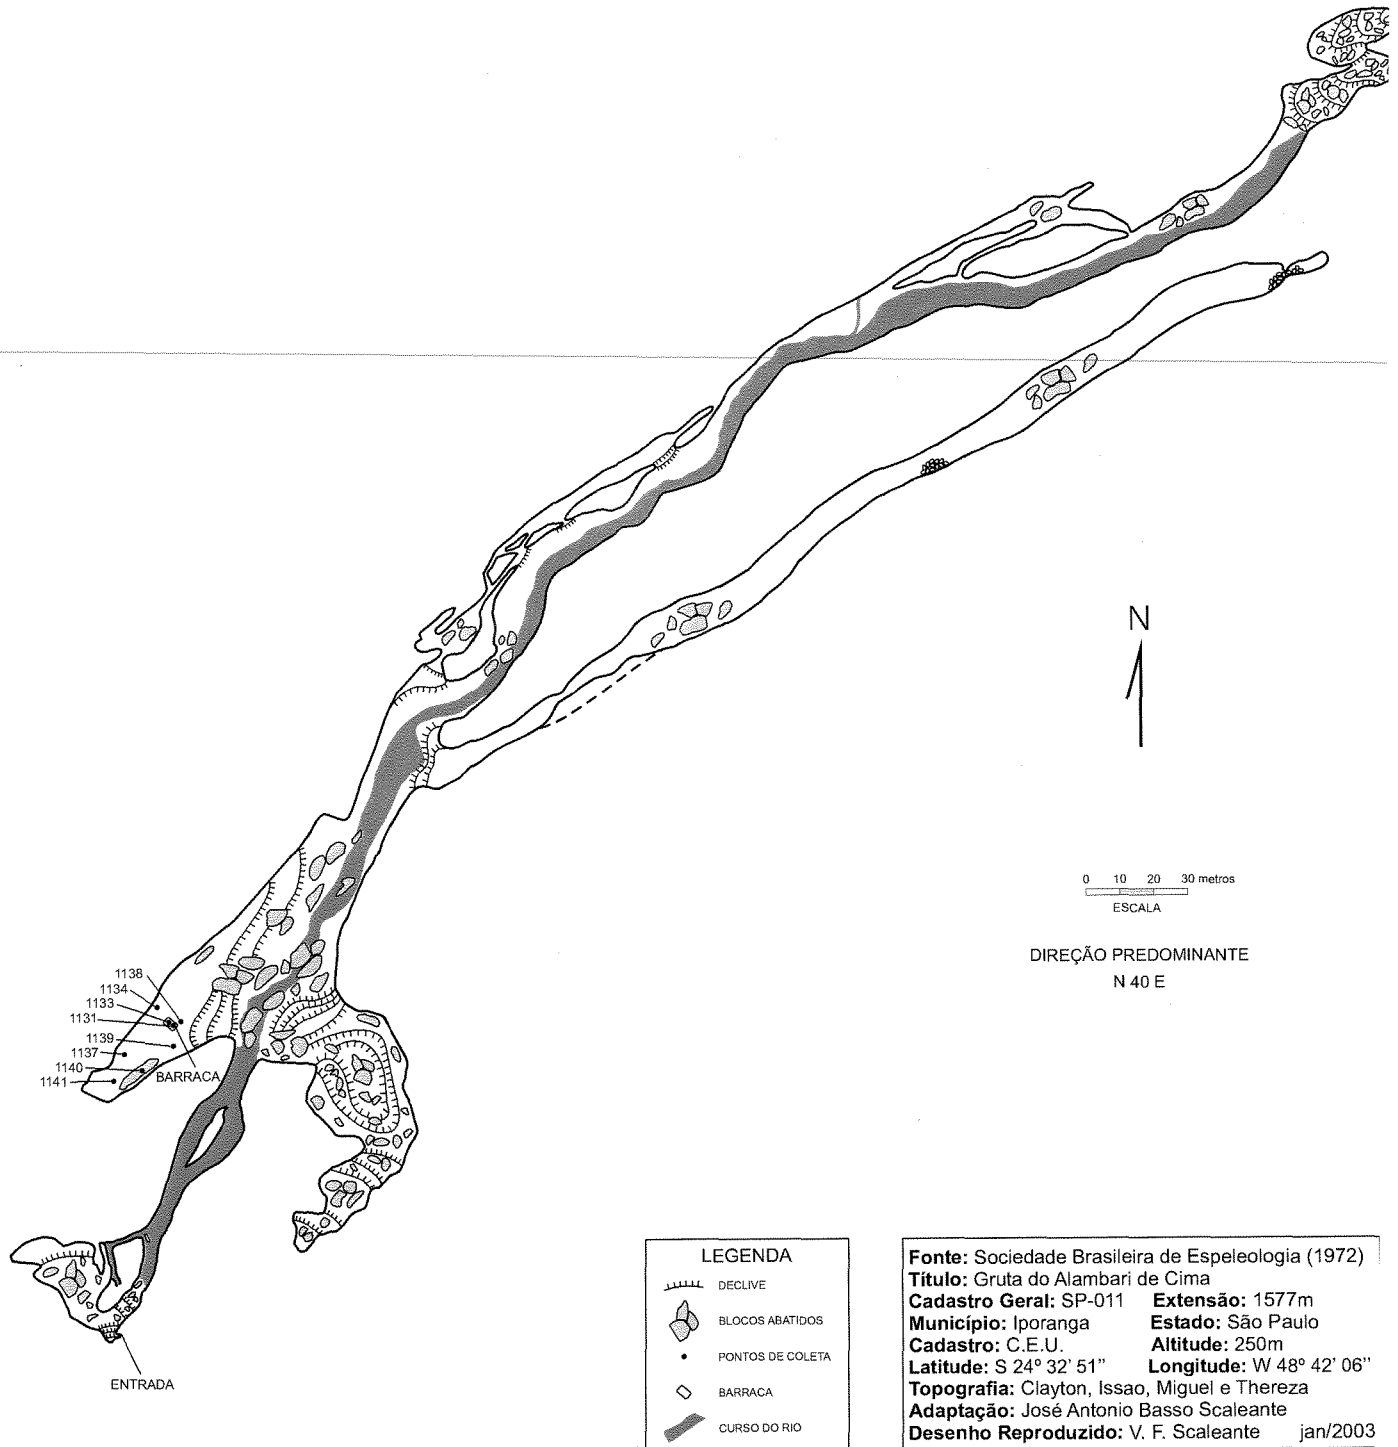 N
0 10 20 30 metros
ESCALA
DIREÇÃO PREDOMINANTE
N 40 E
1138
1134
1133
1131
1139
1137
1140
1141
BARRACA
ENTRADA
LEGENDA
DECLIVE
BLOCOS ABATIDOS
PONTOS DE COLETA
BARRACA
CURSO DO RIO
Fonte: Sociedade Brasileira de Espeleologia (1972)
Título: Gruta do Alambari de Cima
Cadastro Geral: SP-011 Extensão: 1577m
Município: Iporanga Estado: São Paulo
Cadastro: C.E.U. Altitude: 250m
Latitude: S 24º 32' 51" Longitude: W 48º 42' 06"
Topografia: Clayton, Issao, Miguel e Thereza
Adaptação: José Antonio Basso Scaleante
Desenho Reproduzido: V. F. Scaleante jan/2003